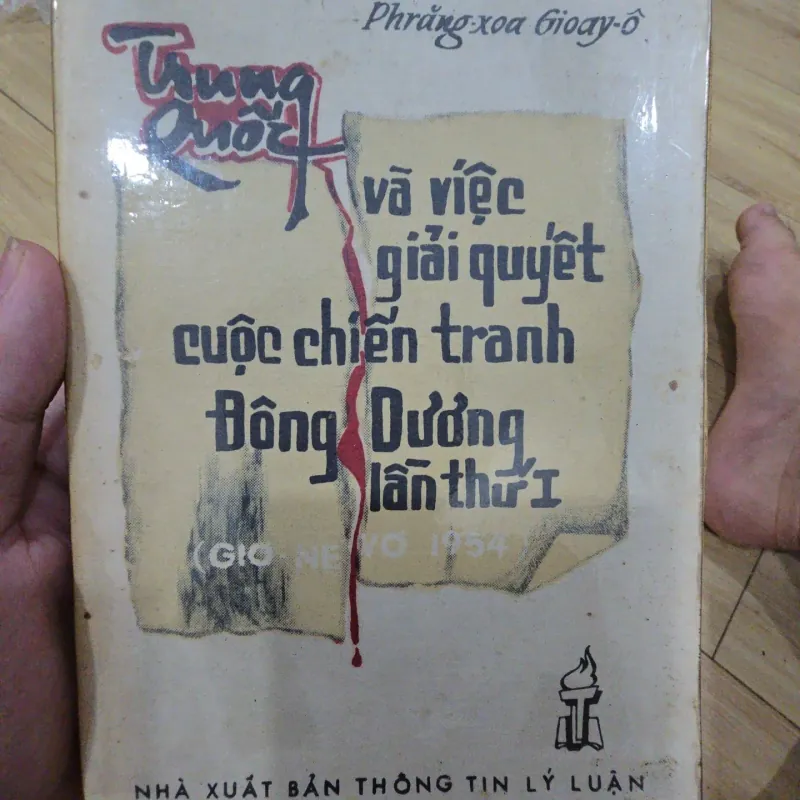 Phrăng-xoa Gioay-ô
Trung
Quốc
và việc
giải quyết
cuộc chiến tranh
Đông Dương
lần thứ I
(GIƠ NE VƠ 1954)
NHÀ XUẤT BẢN THÔNG TIN LÝ LUẬN